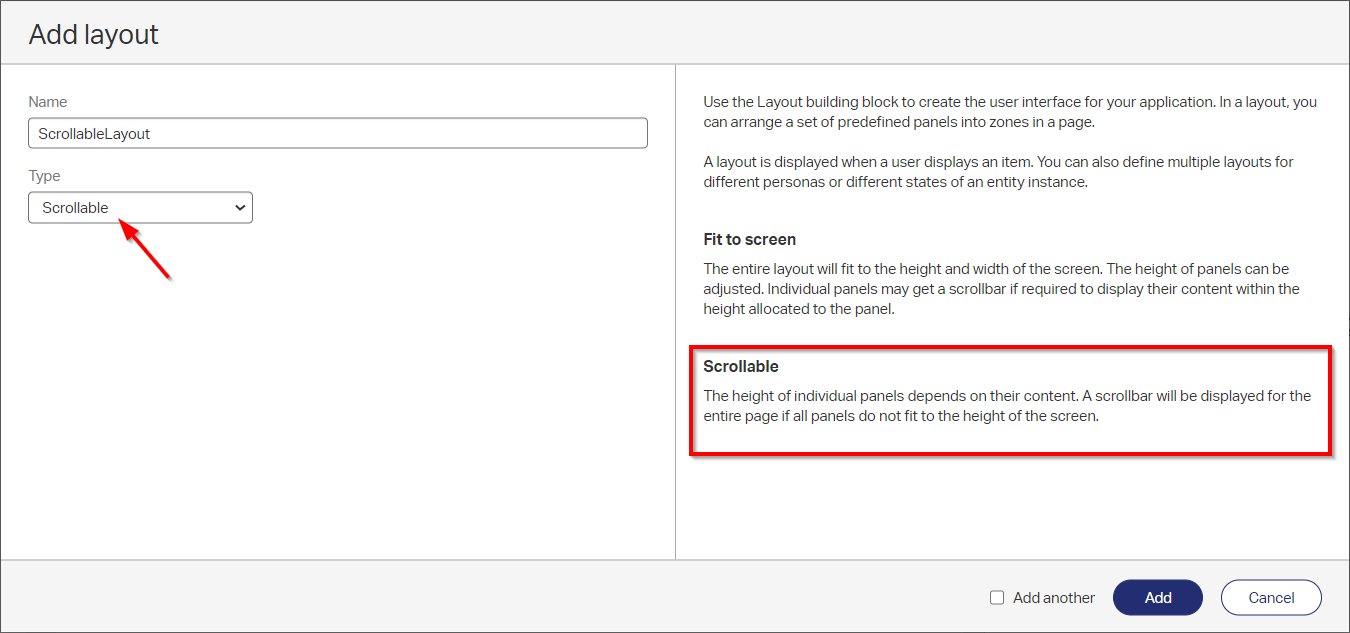 Add layout
Name
ScrollableLayout
Type
Scrollable
Use the Layout building block to create the user interface for your application. In a layout, you
can arrange a set of predefined panels into zones in a page.
A layout is displayed when a user displays an item. You can also define multiple layouts for
different personas or different states of an entity instance.
Fit to screen
The entire layout will fit to the height and width of the screen. The height of panels can be
adjusted. Individual panels may get a scrollbar if required to display their content within the
height allocated to the panel.
Scrollable
The height of individual panels depends on their content. A scrollbar will be displayed for the
entire page if all panels do not fit to the height of the screen.
Add another
Add
Cancel